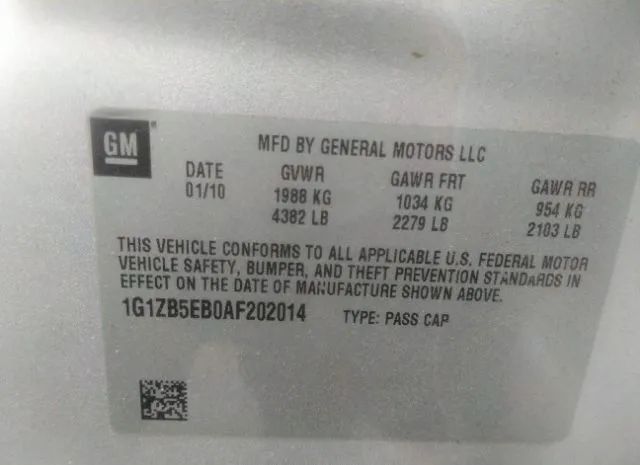 GM
MFD BY GENERAL MOTORS LLC
DATE GVWR GAWR FRT GAWR RR
01/10 1988 KG 1034 KG 954 KG
4382 LB 2279 LB 2103 LB
THIS VEHICLE CONFORMS TO ALL APPLICABLE U.S. FEDERAL MOTOR
VEHICLE SAFETY, BUMPER, AND THEFT PREVENTION STANDARDS IN
EFFECT ON THE DATE OF MANUFACTURE SHOWN ABOVE.
1G1ZB5EB0AF202014 TYPE: PASS CAP